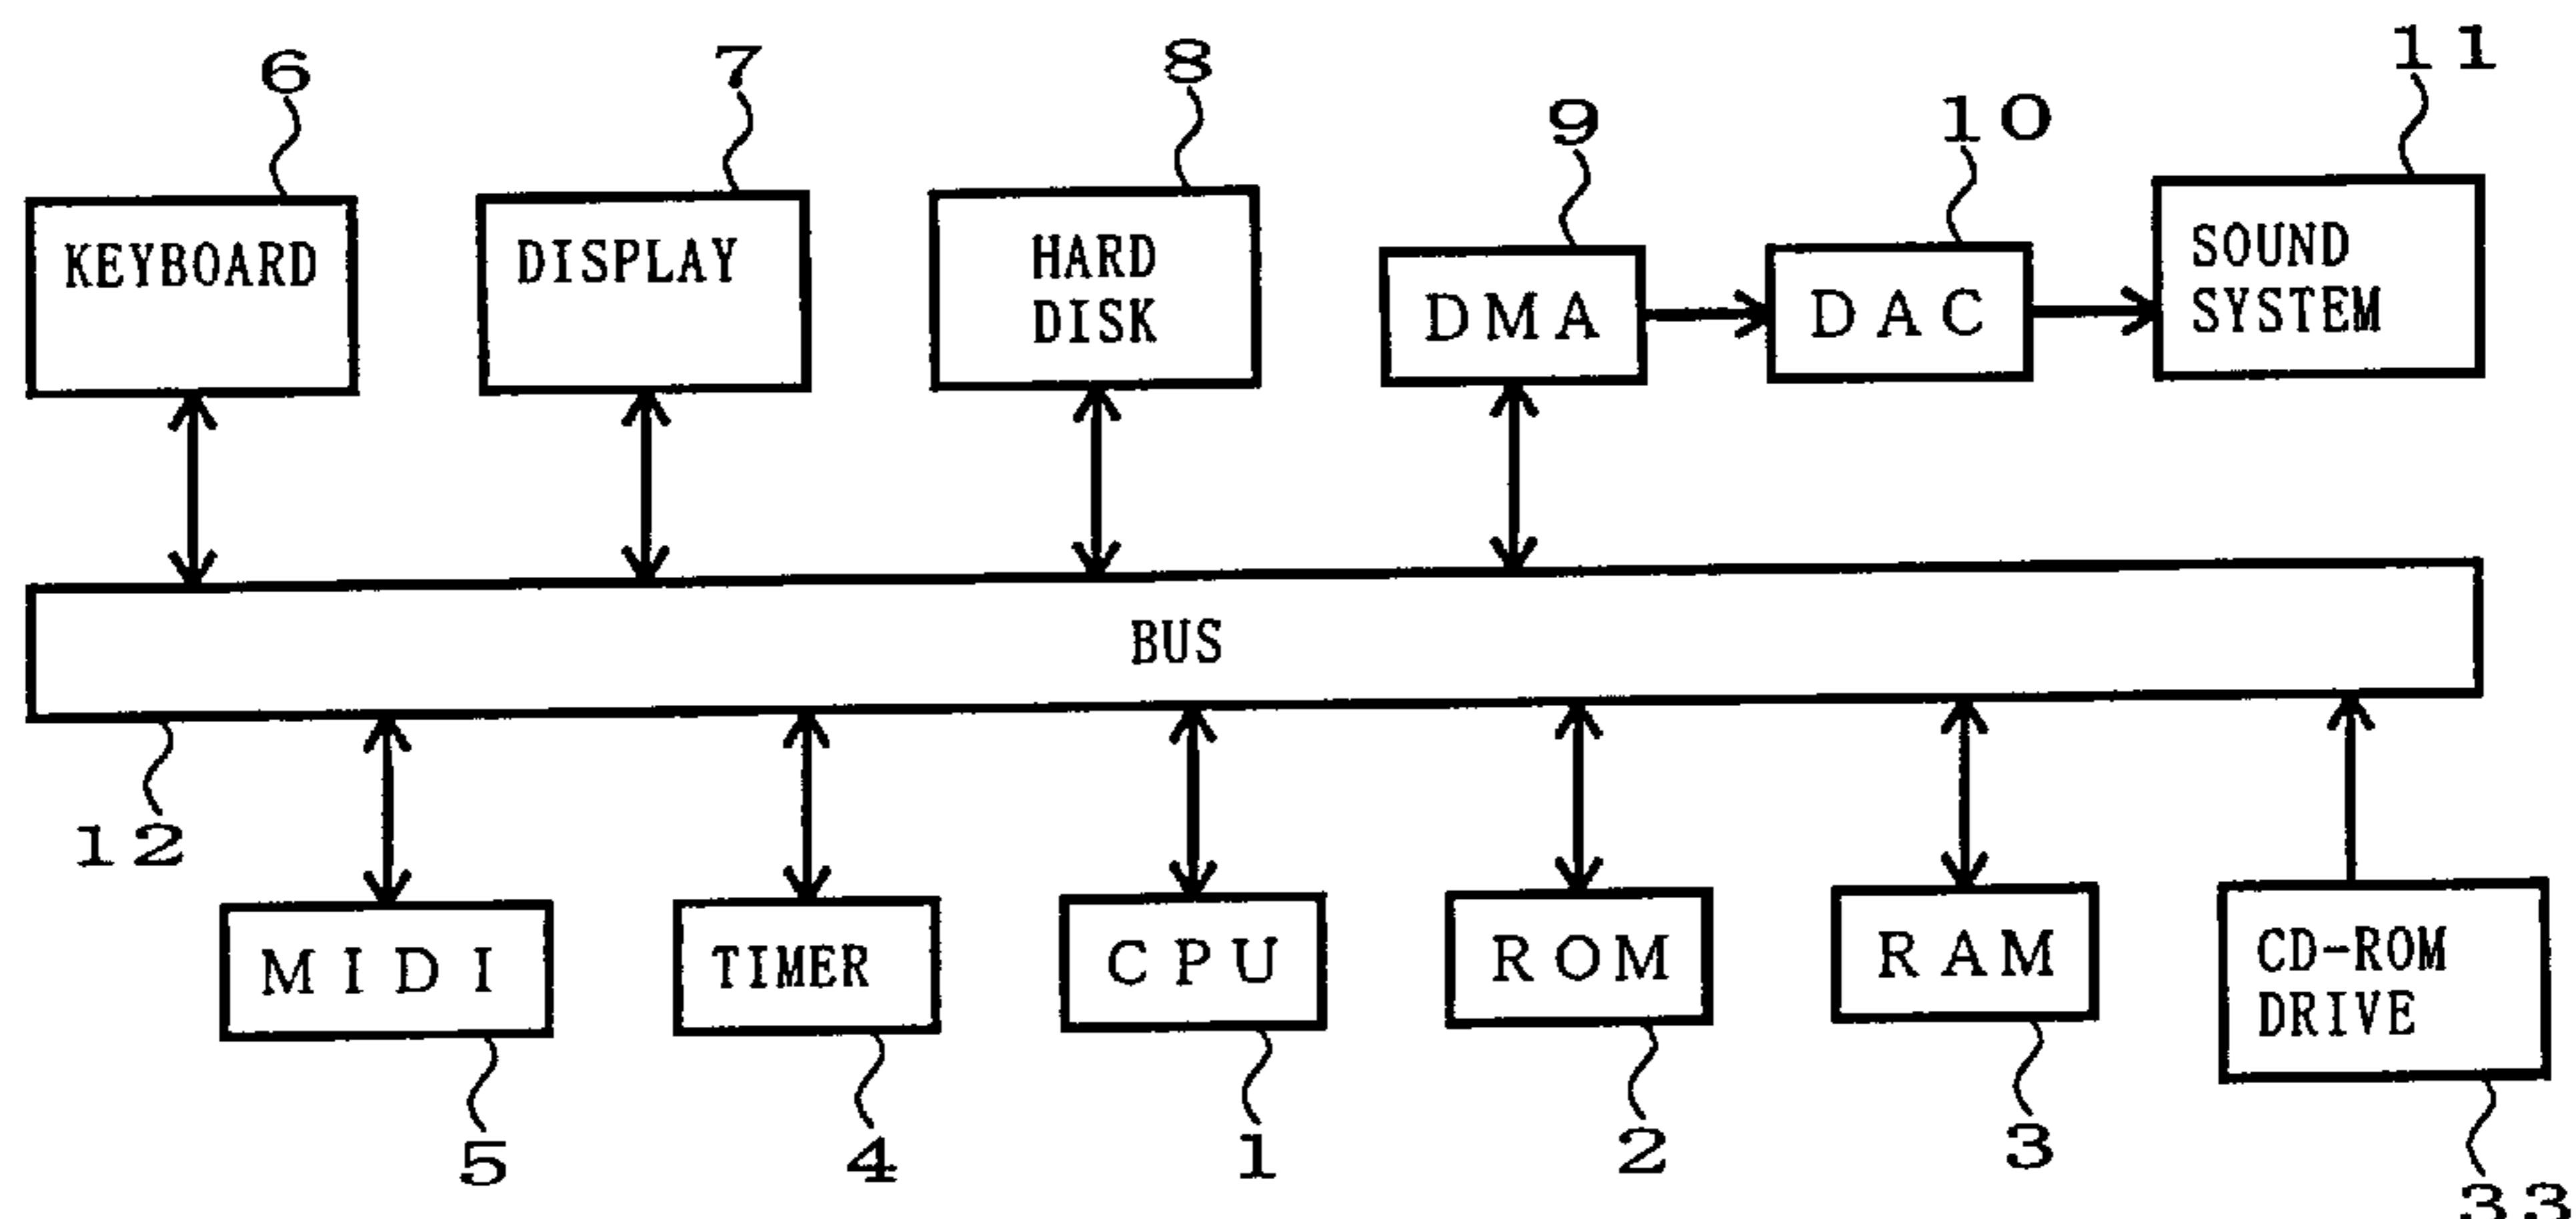 6
7
8
9
10
11
KEYBOARD
DISPLAY
HARD
DISK
DMA
DAC
SOUND
SYSTEM
BUS
12
MIDI
TIMER
CPU
ROM
RAM
CD-ROM
DRIVE
5
4
1
2
3
33